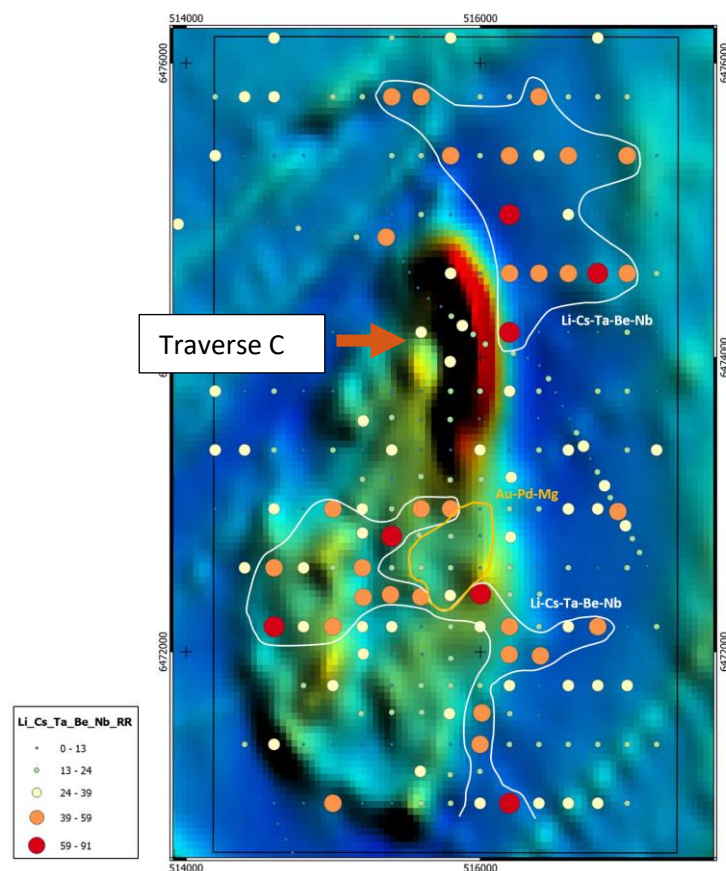 514000
516000
6476000
6476000
Traverse C
Li-Cs-Ta-Be-Nb
6474000
Au-Pd-Mg
Li-Cs-Ta-Be-Nb
6472000
6472000
Li_Cs_Ta_Be_Nb_RR
0 - 13
13 - 24
24 - 39
39 - 59
59 - 91
514000
516000